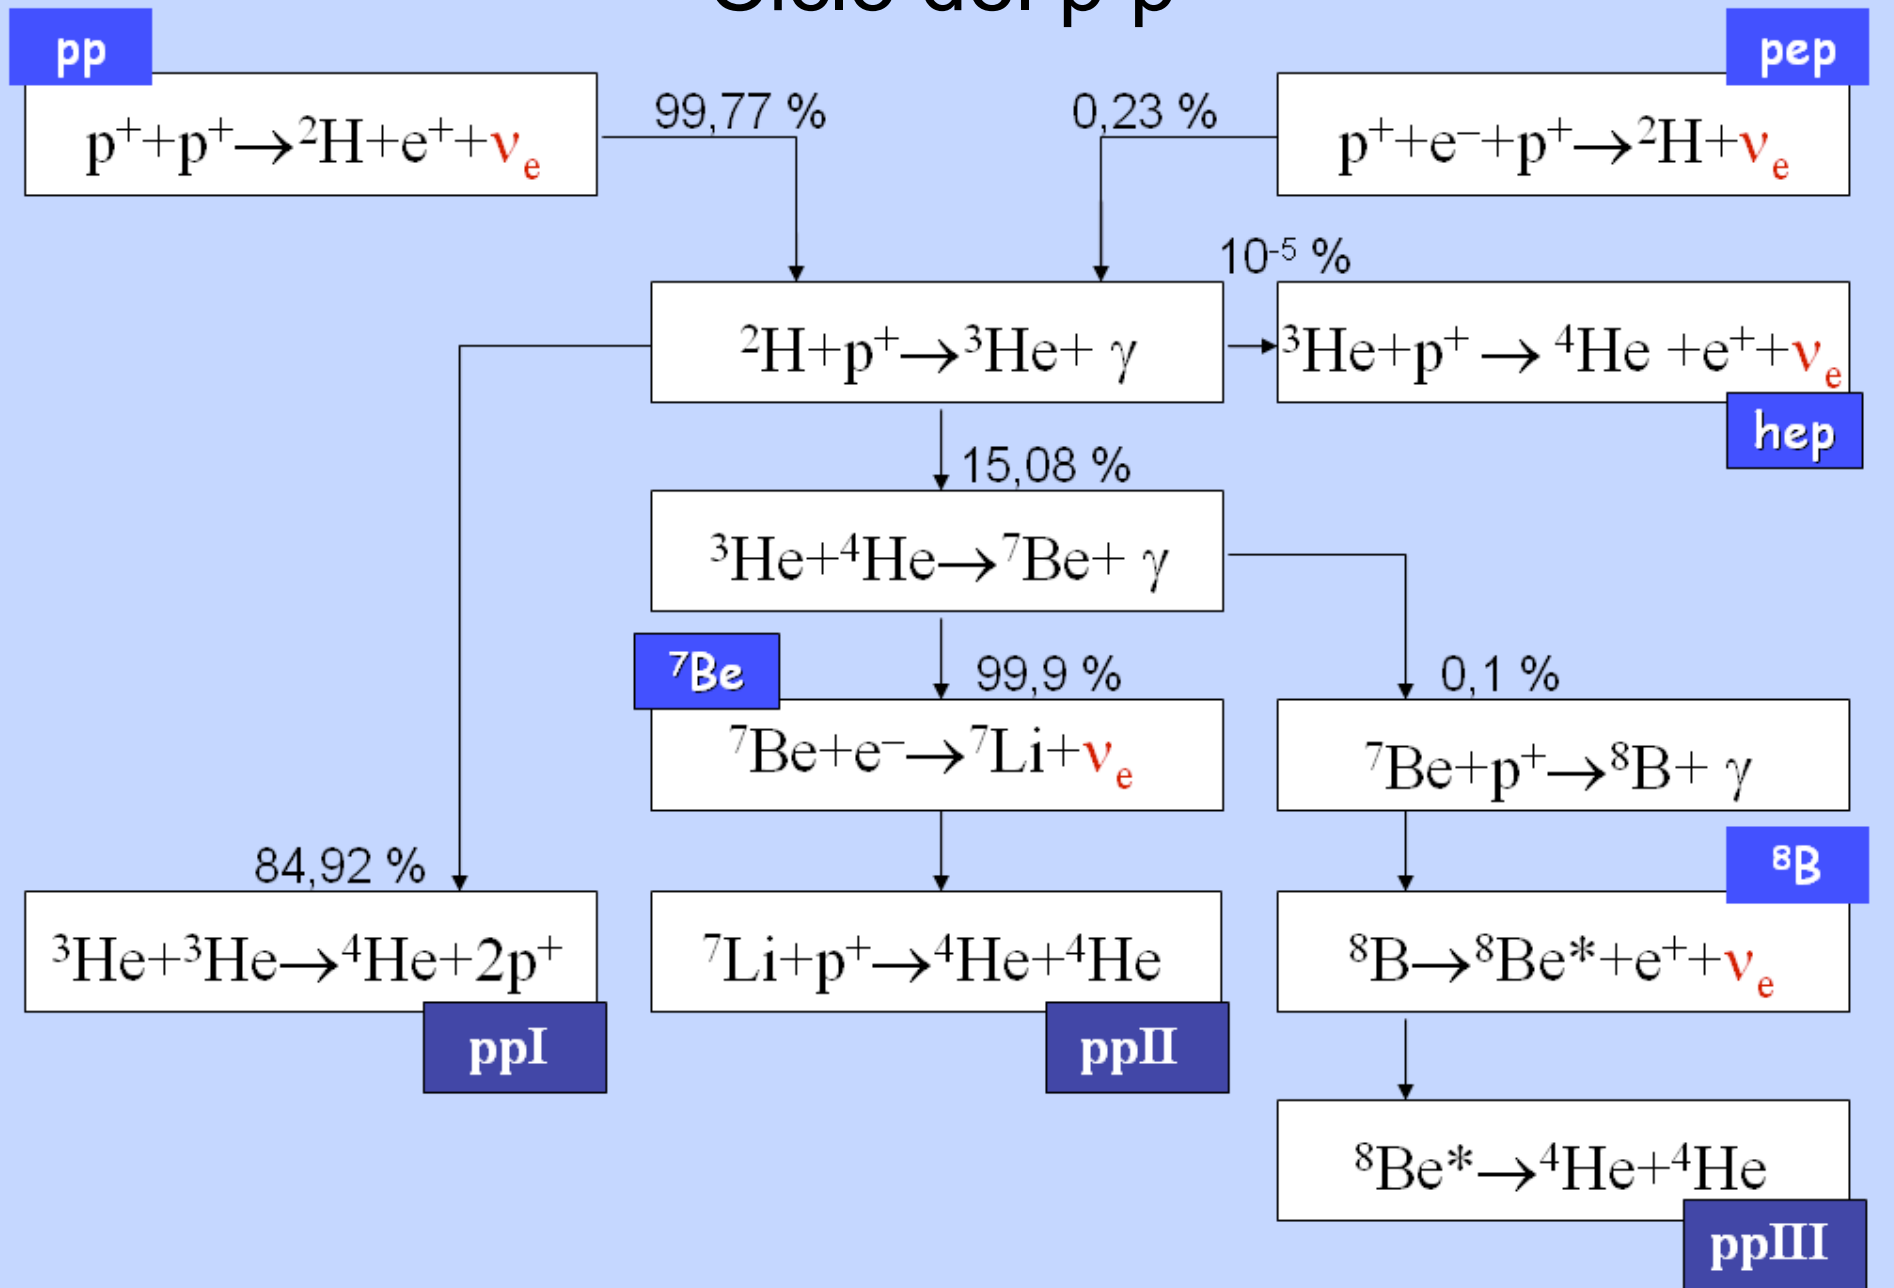 pp
pep
99,77 %
0,23 %
p⁺+p⁺→²H+e⁺+νₑ
p⁺+e⁻+p⁺→²H+νₑ
10⁻⁵ %
²H+p⁺→³He+ γ
³He+p⁺ → ⁴He +e⁺+νₑ
hep
15,08 %
³He+⁴He→⁷Be+ γ
⁷Be
99,9 %
0,1 %
⁷Be+e⁻→⁷Li+νₑ
⁷Be+p⁺→⁸B+ γ
84,92 %
⁸B
³He+³He→⁴He+2p⁺
⁷Li+p⁺→⁴He+⁴He
⁸B→⁸Be*+e⁺+νₑ
ppI
ppII
⁸Be*→⁴He+⁴He
ppIII